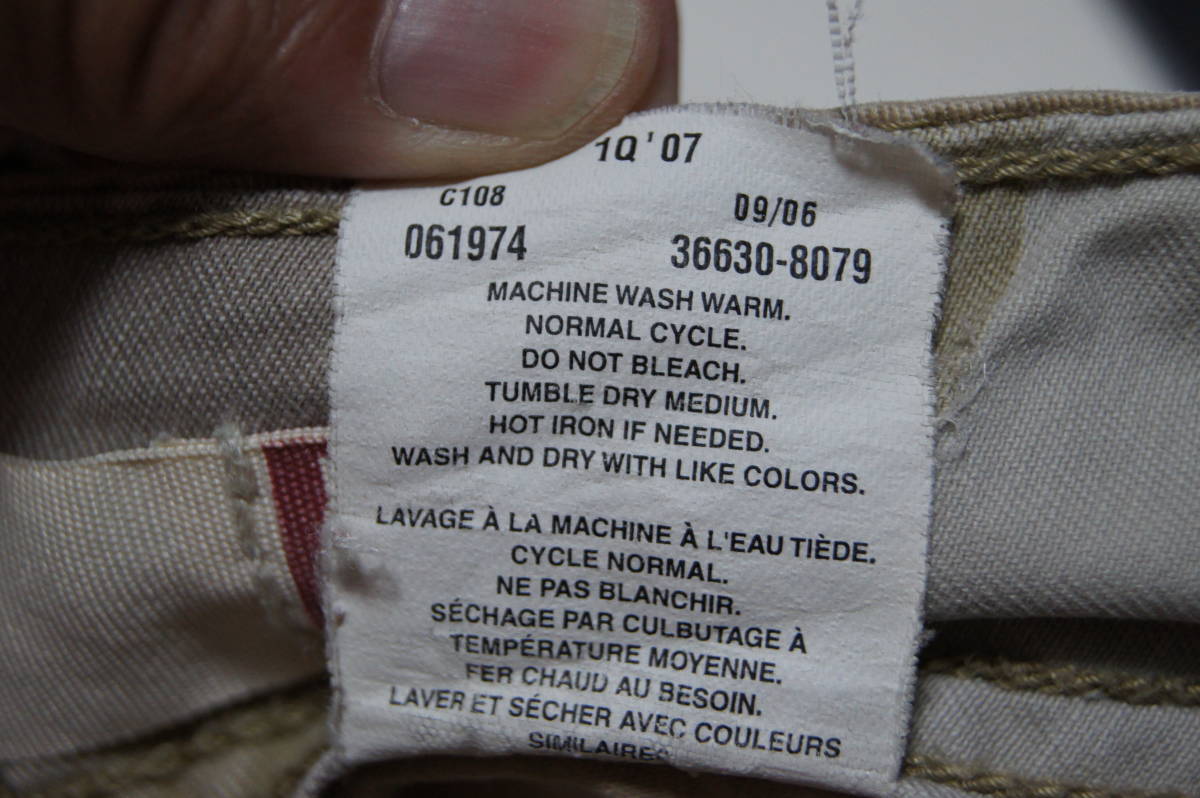 1Q '07
C108 09/06
061974 36630-8079
MACHINE WASH WARM.
NORMAL CYCLE.
DO NOT BLEACH.
TUMBLE DRY MEDIUM.
HOT IRON IF NEEDED.
WASH AND DRY WITH LIKE COLORS.
LAVAGE À LA MACHINE À L'EAU TIÈDE.
CYCLE NORMAL.
NE PAS BLANCHIR.
SÉCHAGE PAR CULBUTAGE À
TEMPÉRATURE MOYENNE.
FER CHAUD AU BESOIN.
LAVER ET SÉCHER AVEC COULEURS
SIMILAIRES